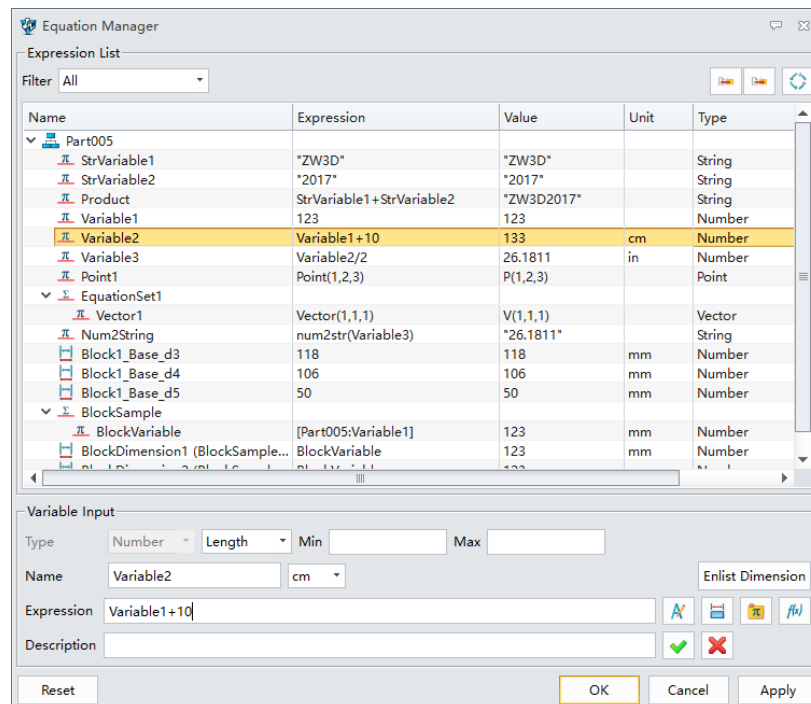 Equation Manager
Expression List
Filter All
Name Expression Value Unit Type
Part005
StrVariable1 "ZW3D" "ZW3D" String
StrVariable2 "2017" "2017" String
Product StrVariable1+StrVariable2 "ZW3D2017" String
Variable1 123 123 Number
Variable2 Variable1+10 133 cm Number
Variable3 Variable2/2 26.1811 in Number
Point1 Point(1,2,3) P(1,2,3) Point
EquationSet1
Vector1 Vector(1,1,1) V(1,1,1) Vector
Num2String num2str(Variable3) "26.1811" String
Block1_Base_d3 118 118 mm Number
Block1_Base_d4 106 106 mm Number
Block1_Base_d5 50 50 mm Number
BlockSample
BlockVariable [Part005:Variable1] 123 mm Number
BlockDimension1 (BlockSample... BlockVariable 123 mm Number
Variable Input
Type Number Length Min Max
Name Variable2 cm Enlist Dimension
Expression Variable1+10 f(x)
Description
Reset OK Cancel Apply